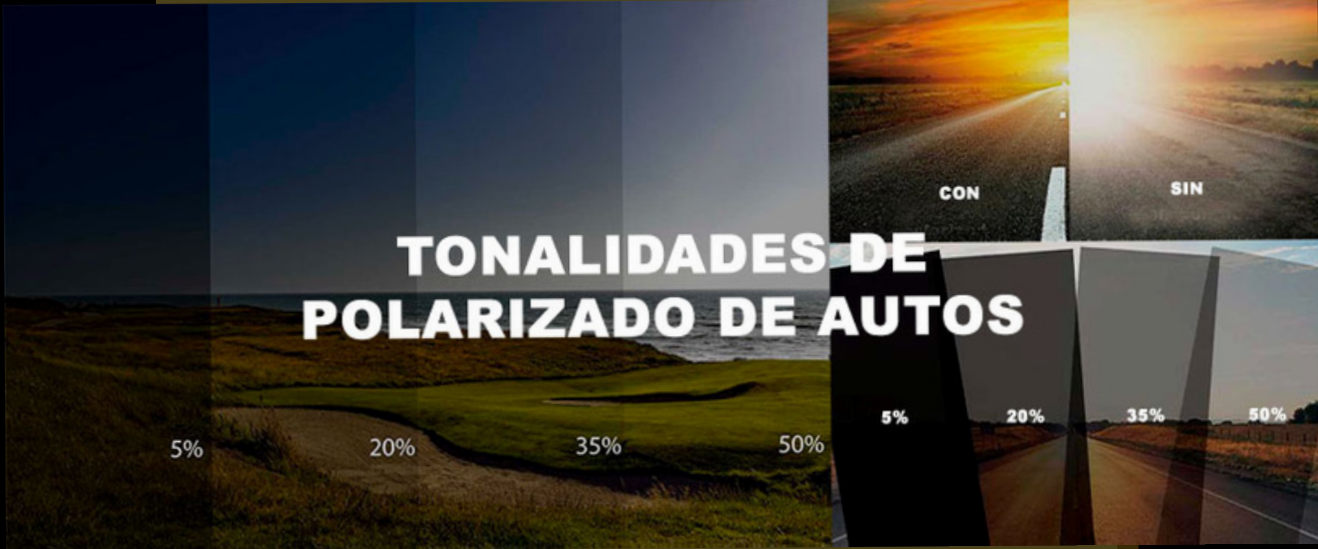 CON
SIN
TONALIDADES DE
POLARIZADO DE AUTOS
5%
20%
35%
50%
5%
20%
35%
50%